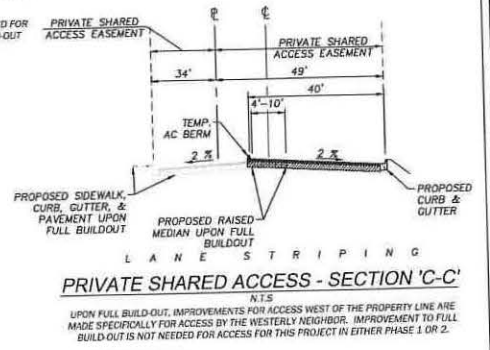 ED FOR
-OUT
PRIVATE SHARED
ACCESS EASEMENT
PRIVATE SHARED
ACCESS EASEMENT
34'
49'
40'
4'-10'
TEMP.
AC BERM
2 %
2 %
PROPOSED SIDEWALK,
CURB, GUTTER, &
PAVEMENT UPON
FULL BUILDOUT
PROPOSED RAISED
MEDIAN UPON FULL
BUILDOUT
PROPOSED
CURB &
GUTTER
LANE STRIPING
PRIVATE SHARED ACCESS - SECTION 'C-C'
N.T.S
UPON FULL BUILD-OUT, IMPROVEMENTS FOR ACCESS WEST OF THE PROPERTY LINE ARE
MADE SPECIFICALLY FOR ACCESS BY THE WESTERLY NEIGHBOR. IMPROVEMENT TO FULL
BUILD-OUT IS NOT NEEDED FOR ACCESS FOR THIS PROJECT IN EITHER PHASE 1 OR 2.